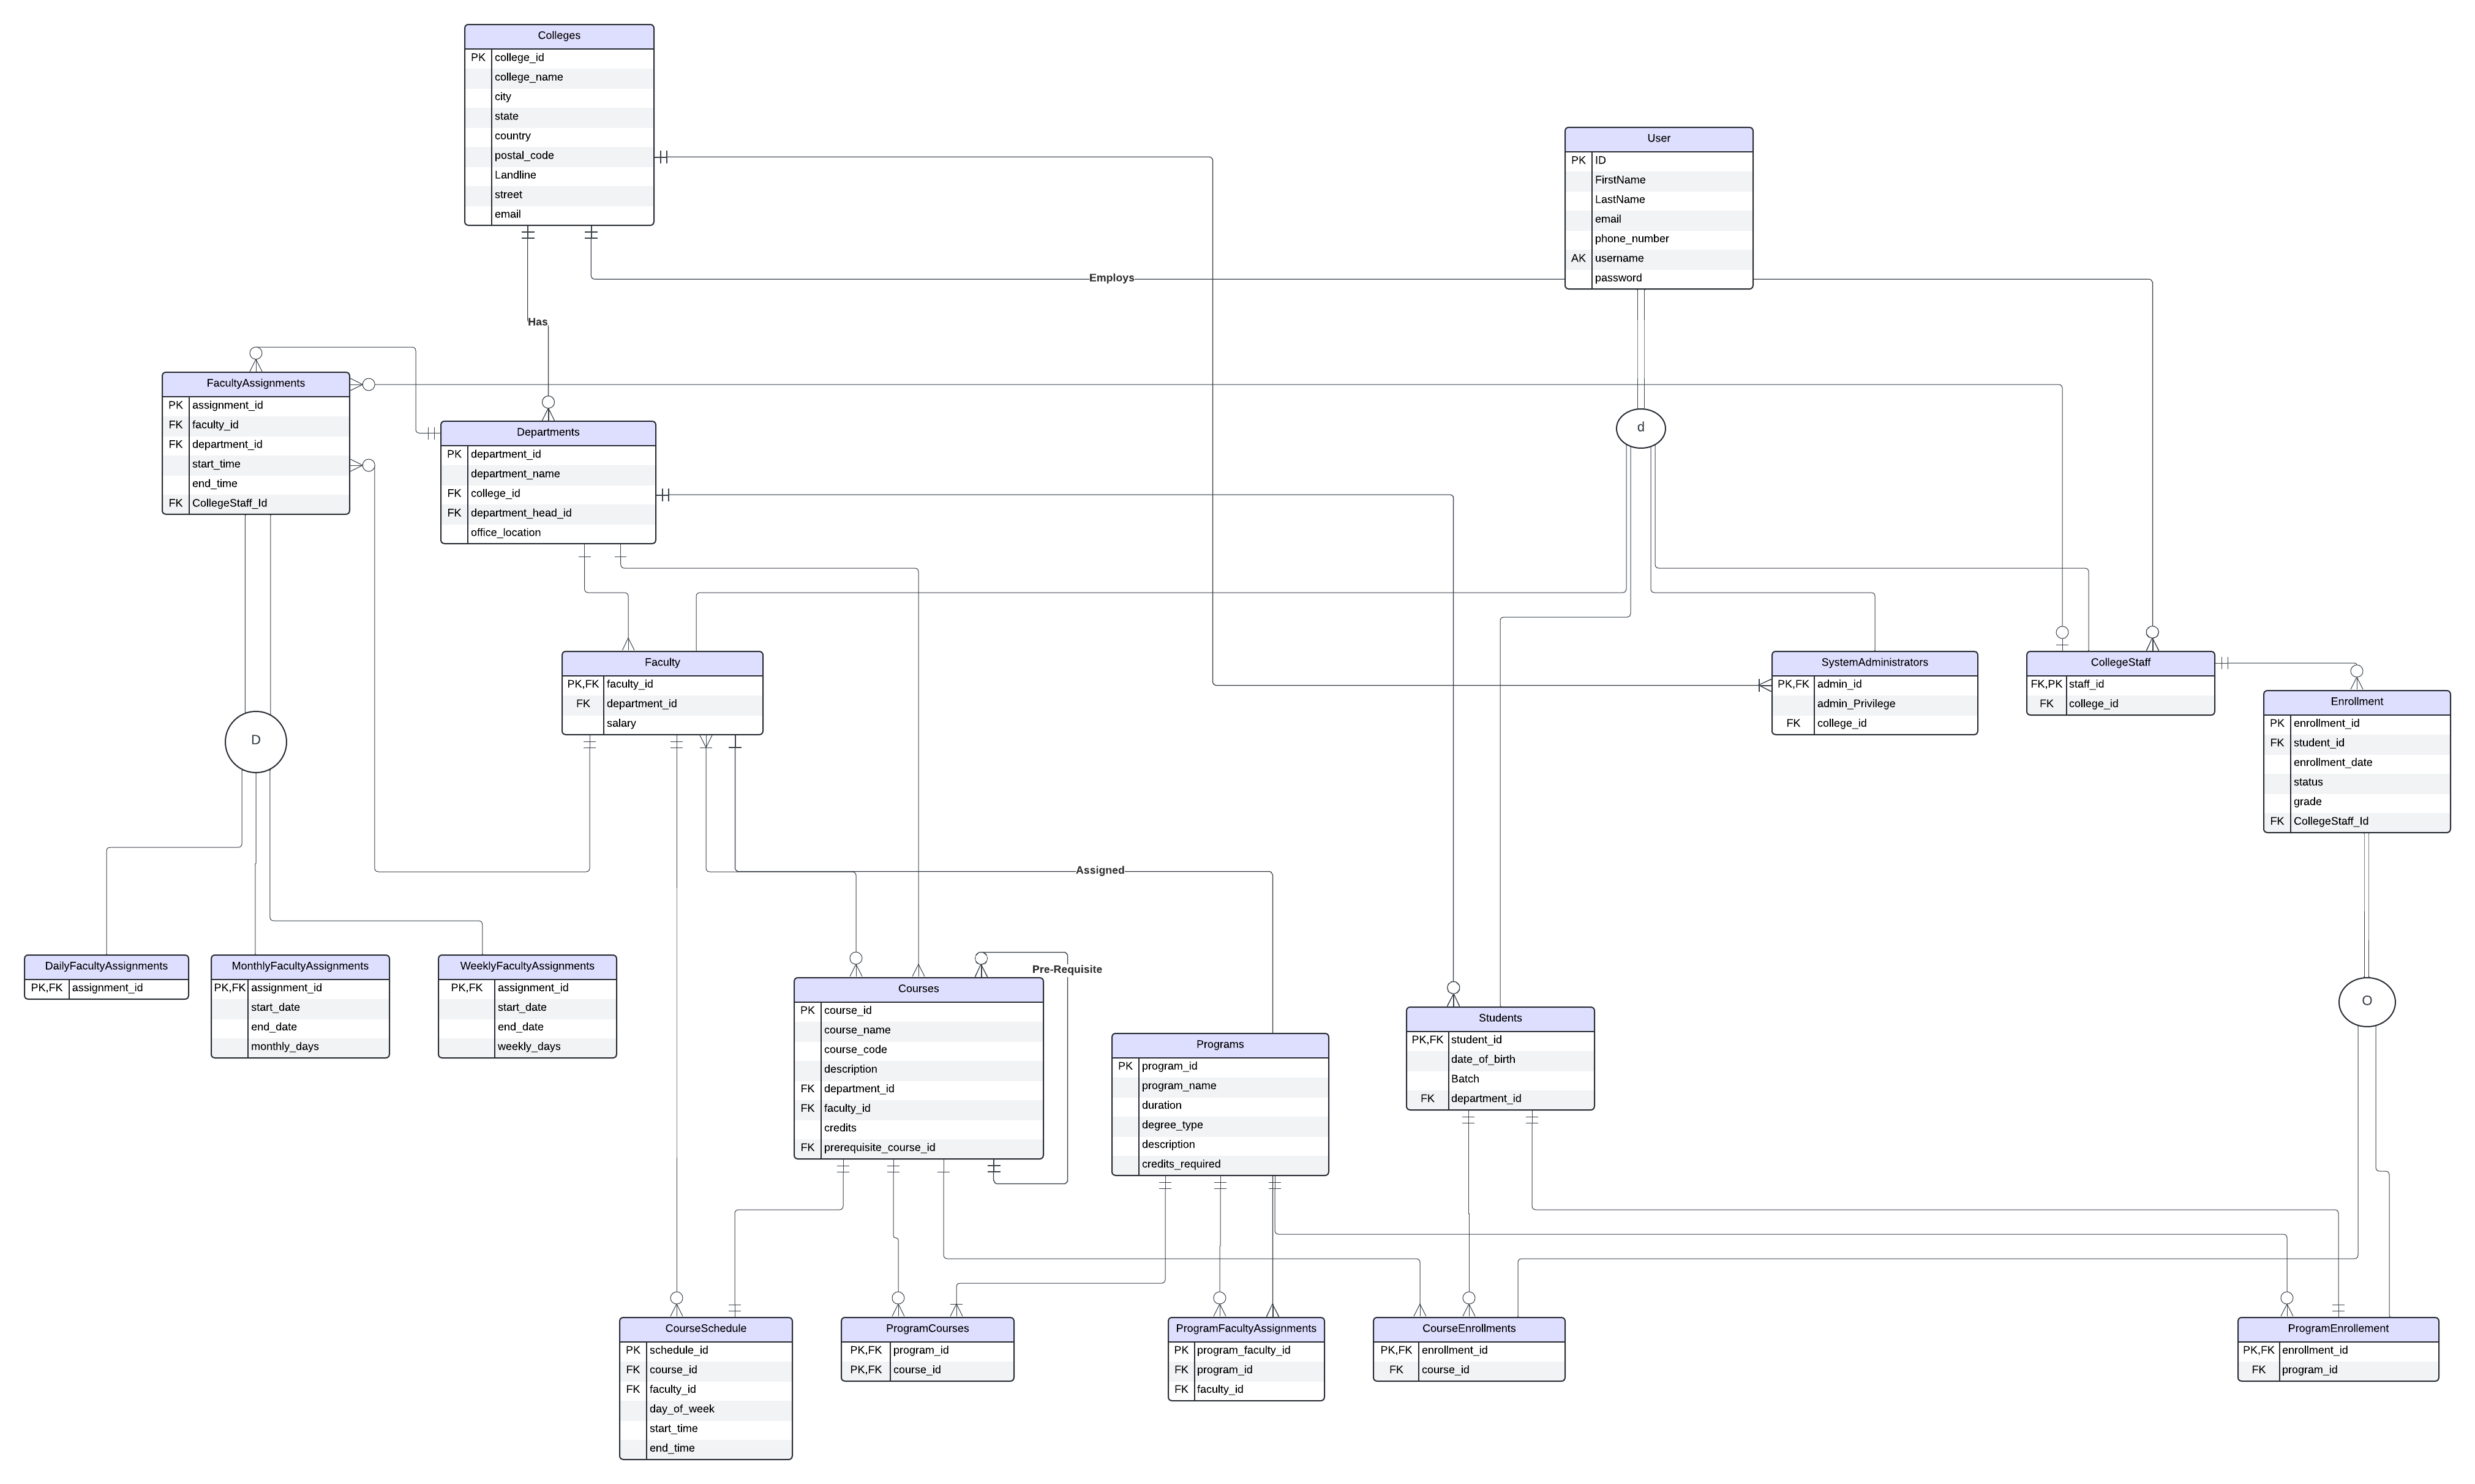 Colleges
PK college_id
college_name
city
state
country
postal_code
Landline
street
email
User
PK ID
FirstName
LastName
email
phone_number
AK username
password
Employs
Has
FacultyAssignments
PK assignment_id
FK faculty_id
FK department_id
start_time
end_time
FK CollegeStaff_Id
Departments
PK department_id
department_name
FK college_id
FK department_head_id
office_location
d
Faculty
PK,FK faculty_id
FK department_id
salary
SystemAdministrators
PK,FK admin_id
admin_Privilege
FK college_id
CollegeStaff
FK,PK staff_id
FK college_id
Enrollment
PK enrollment_id
FK student_id
enrollment_date
status
grade
FK CollegeStaff_Id
D
Assigned
DailyFacultyAssignments
PK,FK assignment_id
MonthlyFacultyAssignments
PK,FK assignment_id
start_date
end_date
monthly_days
WeeklyFacultyAssignments
PK,FK assignment_id
start_date
end_date
weekly_days
Pre-Requisite
Courses
PK course_id
course_name
course_code
description
FK department_id
FK faculty_id
credits
FK prerequisite_course_id
Programs
PK program_id
program_name
duration
degree_type
description
credits_required
Students
PK,FK student_id
date_of_birth
Batch
FK department_id
O
CourseSchedule
PK schedule_id
FK course_id
FK faculty_id
day_of_week
start_time
end_time
ProgramCourses
PK,FK program_id
PK,FK course_id
ProgramFacultyAssignments
PK program_faculty_id
FK program_id
FK faculty_id
CourseEnrollments
PK,FK enrollment_id
FK course_id
ProgramEnrollement
PK,FK enrollment_id
FK program_id